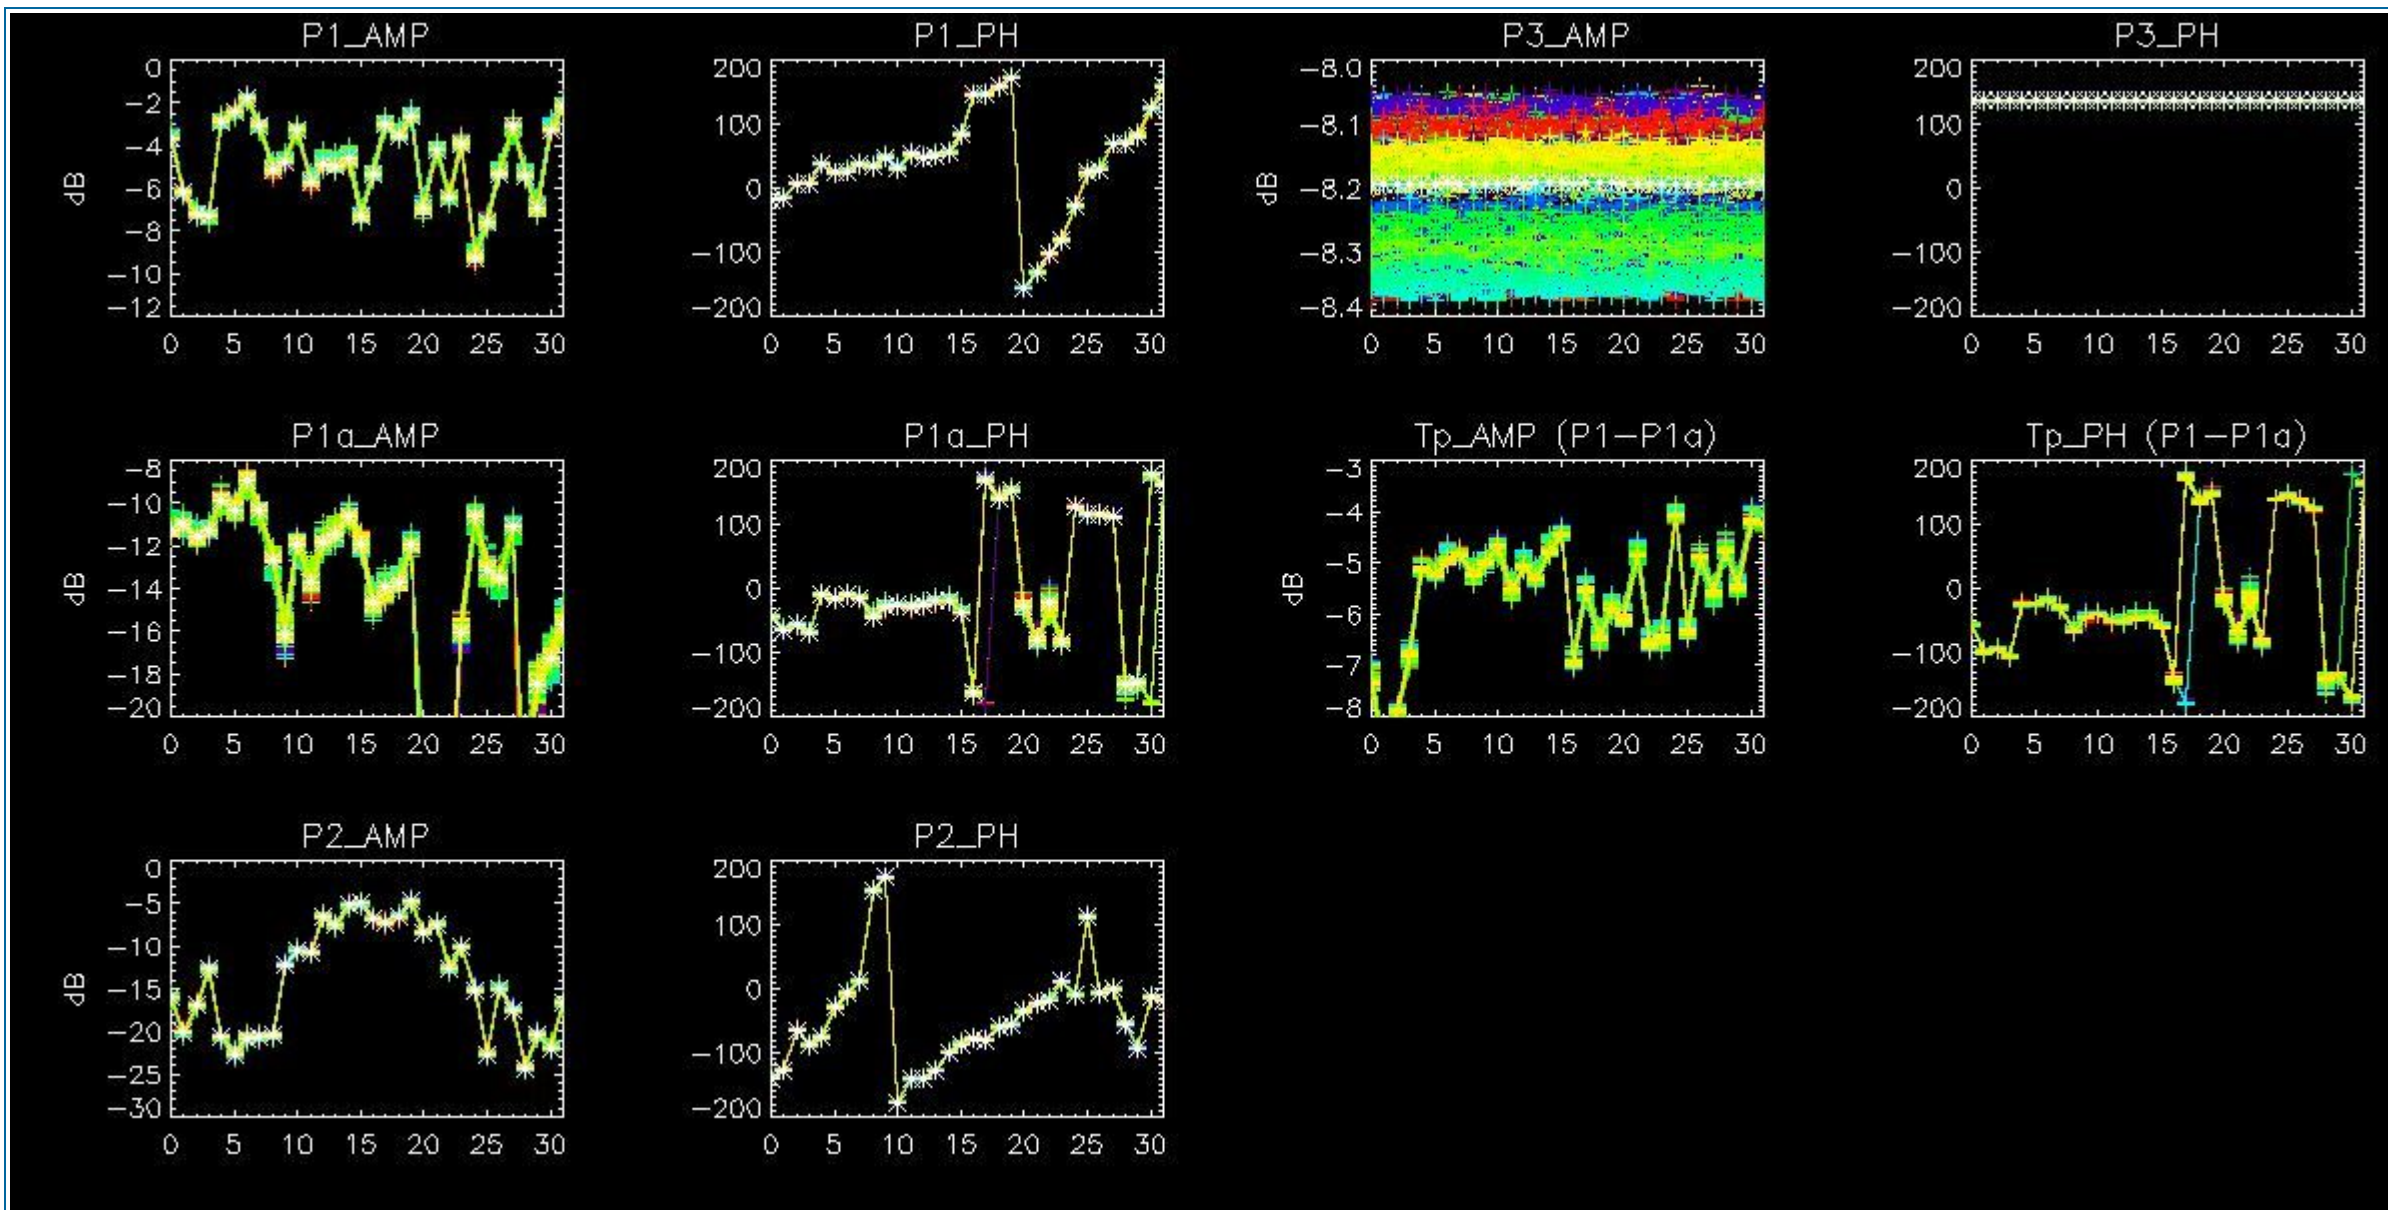 P1_AMP
0
−2
−4
−6
−8
−10
−12
dB
0 5 10 15 20 25 30
P1_PH
200
100
0
−100
−200
0 5 10 15 20 25 30
P3_AMP
−8.0
−8.1
−8.2
−8.3
−8.4
dB
0 5 10 15 20 25 30
P3_PH
200
100
0
−100
−200
0 5 10 15 20 25 30
P1a_AMP
−8
−10
−12
−14
−16
−18
−20
dB
0 5 10 15 20 25 30
P1a_PH
200
100
0
−100
−200
0 5 10 15 20 25 30
Tp_AMP (P1−P1a)
−3
−4
−5
−6
−7
−8
dB
0 5 10 15 20 25 30
Tp_PH (P1−P1a)
200
100
0
−100
−200
0 5 10 15 20 25 30
P2_AMP
0
−5
−10
−15
−20
−25
−30
dB
0 5 10 15 20 25 30
P2_PH
200
100
0
−100
−200
0 5 10 15 20 25 30